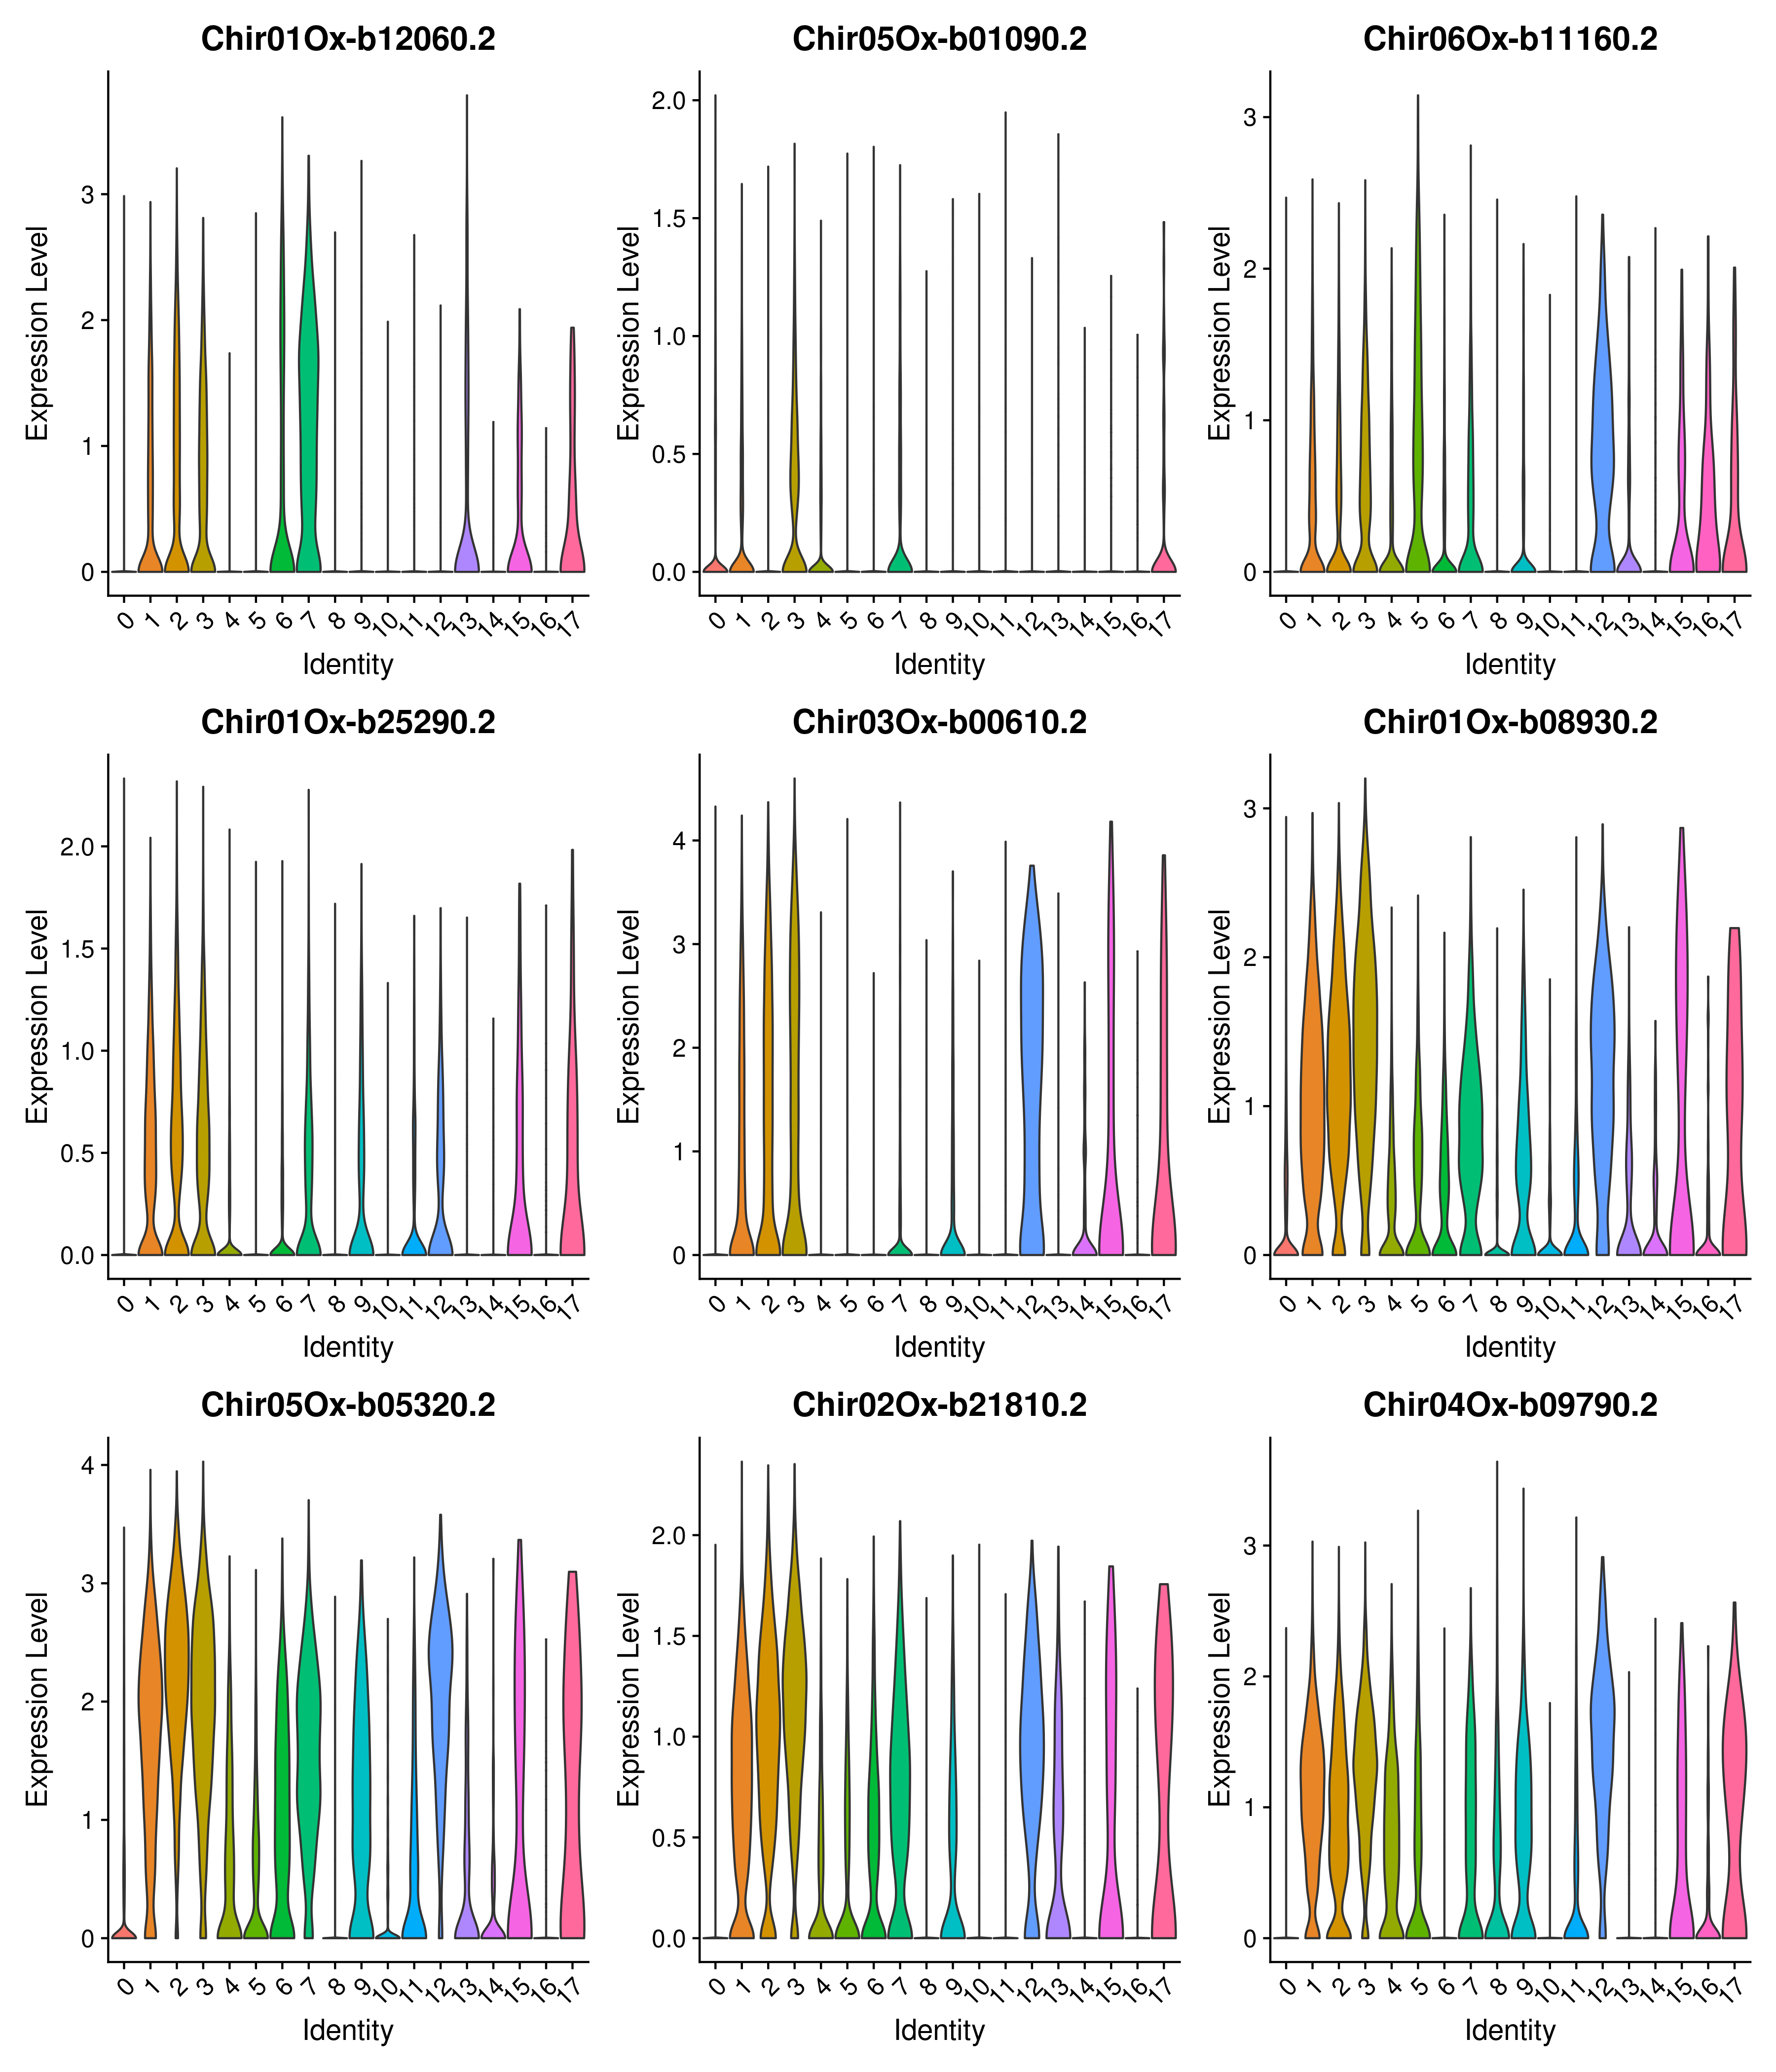 Chir01Ox-b12060.2
Expression Level
3
2
1
0
0 1 2 3 4 5 6 7 8 9 10 11 12 13 14 15 16 17
Identity
Chir05Ox-b01090.2
Expression Level
2.0
1.5
1.0
0.5
0.0
0 1 2 3 4 5 6 7 8 9 10 11 12 13 14 15 16 17
Identity
Chir06Ox-b11160.2
Expression Level
3
2
1
0
0 1 2 3 4 5 6 7 8 9 10 11 12 13 14 15 16 17
Identity
Chir01Ox-b25290.2
Expression Level
2.0
1.5
1.0
0.5
0.0
0 1 2 3 4 5 6 7 8 9 10 11 12 13 14 15 16 17
Identity
Chir03Ox-b00610.2
Expression Level
4
3
2
1
0
0 1 2 3 4 5 6 7 8 9 10 11 12 13 14 15 16 17
Identity
Chir01Ox-b08930.2
Expression Level
3
2
1
0
0 1 2 3 4 5 6 7 8 9 10 11 12 13 14 15 16 17
Identity
Chir05Ox-b05320.2
Expression Level
4
3
2
1
0
0 1 2 3 4 5 6 7 8 9 10 11 12 13 14 15 16 17
Identity
Chir02Ox-b21810.2
Expression Level
2.0
1.5
1.0
0.5
0.0
0 1 2 3 4 5 6 7 8 9 10 11 12 13 14 15 16 17
Identity
Chir04Ox-b09790.2
Expression Level
3
2
1
0
0 1 2 3 4 5 6 7 8 9 10 11 12 13 14 15 16 17
Identity